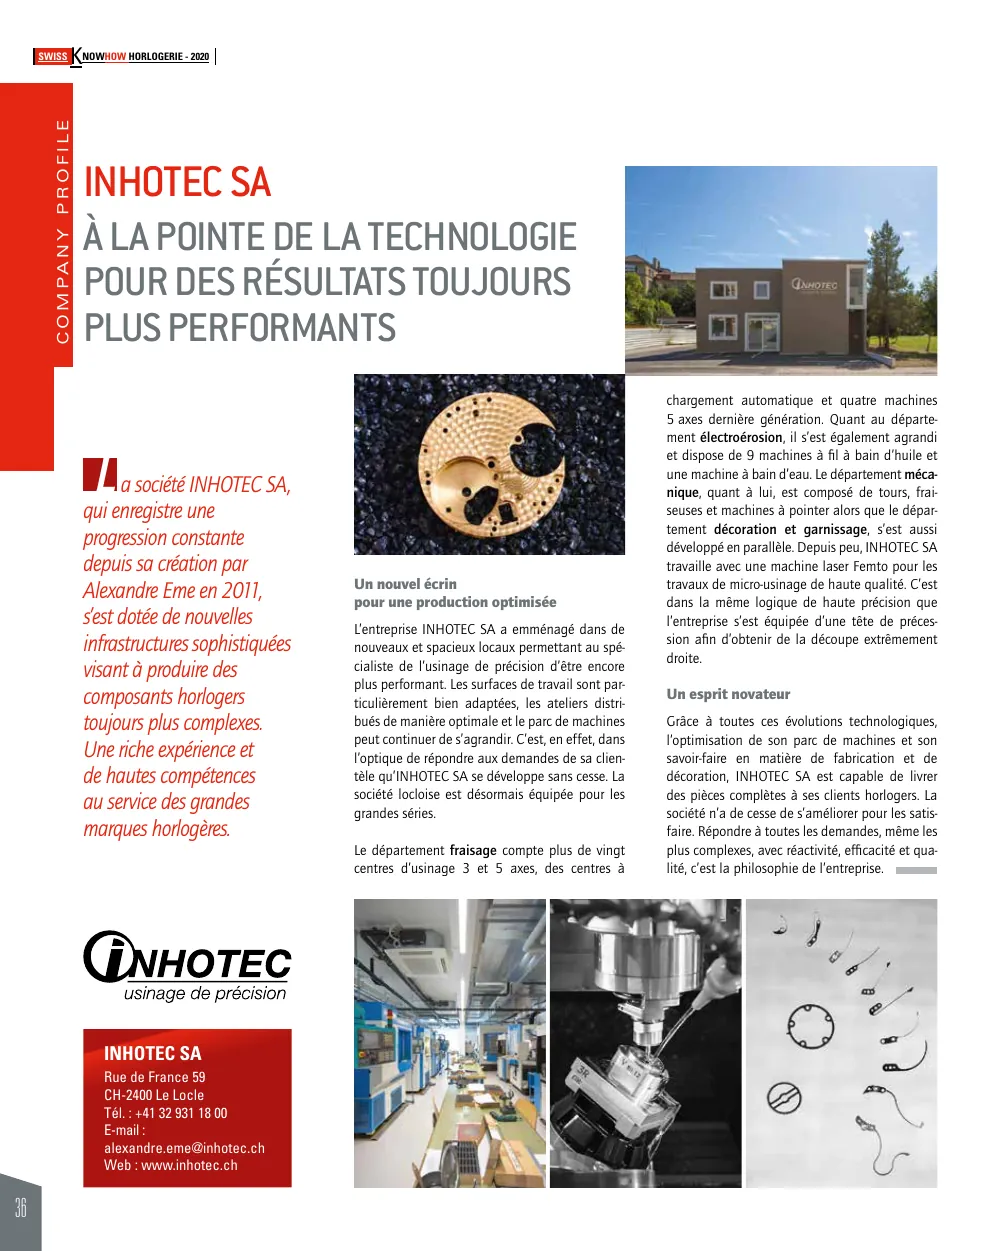 SWISS KNOWHOW HORLOGERIE - 2020
COMPANY PROFILE
INHOTEC SA
À LA POINTE DE LA TECHNOLOGIE
POUR DES RÉSULTATS TOUJOURS
PLUS PERFORMANTS
INHOTEC
La société INHOTEC SA,
qui enregistre une
progression constante
depuis sa création par
Alexandre Eme en 2011,
s'est dotée de nouvelles
infrastructures sophistiquées
visant à produire des
composants horlogers
toujours plus complexes.
Une riche expérience et
de hautes compétences
au service des grandes
marques horlogères.
Un nouvel écrin
pour une production optimisée
L'entreprise INHOTEC SA a emménagé dans de
nouveaux et spacieux locaux permettant au spé-
cialiste de l'usinage de précision d'être encore
plus performant. Les surfaces de travail sont par-
ticulièrement bien adaptées, les ateliers distri-
bués de manière optimale et le parc de machines
peut continuer de s'agrandir. C'est, en effet, dans
l'optique de répondre aux demandes de sa clien-
tèle qu'INHOTEC SA se développe sans cesse. La
société locloise est désormais équipée pour les
grandes séries.
Le département fraisage compte plus de vingt
centres d'usinage 3 et 5 axes, des centres à
chargement automatique et quatre machines
5 axes dernière génération. Quant au départe-
ment électroérosion, il s'est également agrandi
et dispose de 9 machines à fil à bain d'huile et
une machine à bain d'eau. Le département méca-
nique, quant à lui, est composé de tours, frai-
seuses et machines à pointer alors que le dépar-
tement décoration et garnissage, s'est aussi
développé en parallèle. Depuis peu, INHOTEC SA
travaille avec une machine laser Femto pour les
travaux de micro-usinage de haute qualité. C'est
dans la même logique de haute précision que
l'entreprise s'est équipée d'une tête de préces-
sion afin d'obtenir de la découpe extrêmement
droite.
Un esprit novateur
Grâce à toutes ces évolutions technologiques,
l'optimisation de son parc de machines et son
savoir-faire en matière de fabrication et de
décoration, INHOTEC SA est capable de livrer
des pièces complètes à ses clients horlogers. La
société n'a de cesse de s'améliorer pour les satis-
faire. Répondre à toutes les demandes, même les
plus complexes, avec réactivité, efficacité et qua-
lité, c'est la philosophie de l'entreprise.
INHOTEC
usinage de précision
INHOTEC SA
Rue de France 59
CH-2400 Le Locle
Tél. : +41 32 931 18 00
E-mail :
alexandre.eme@inhotec.ch
Web : www.inhotec.ch
3R
36